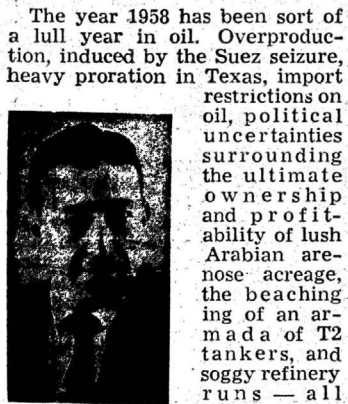 The year 1958 has been sort of
a lull year in oil. Overproduc-
tion, induced by the Suez seizure,
heavy proration in Texas, import
restrictions on
oil, political
uncertainties
surrounding
the ultimate
ownership
and profit-
ability of lush
Arabian are-
nose acreage,
the beaching
ing of an ar-
mada of T2
tankers, and
soggy refinery
runs — all